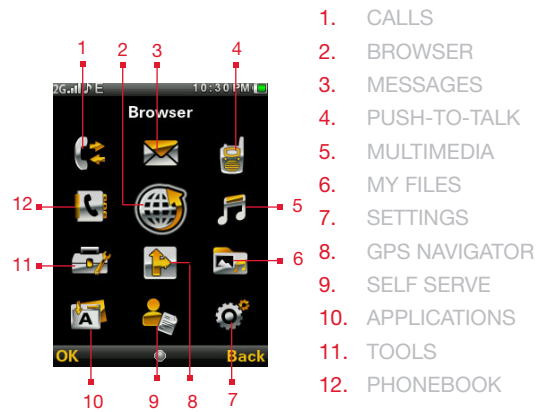 1 2 3 4
2G E 10:30 PM
Browser
12
5
11
6
A
OK Back
10 9 8 7
1. CALLS
2. BROWSER
3. MESSAGES
4. PUSH-TO-TALK
5. MULTIMEDIA
6. MY FILES
7. SETTINGS
8. GPS NAVIGATOR
9. SELF SERVE
10. APPLICATIONS
11. TOOLS
12. PHONEBOOK